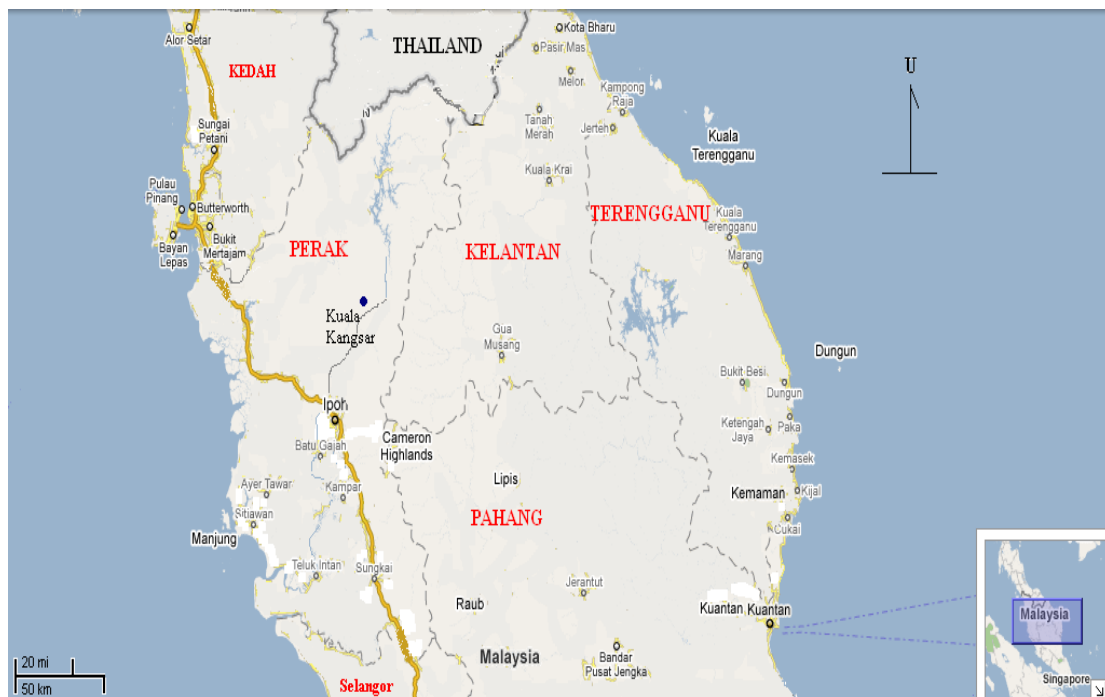 Alor Setar
KEDAH
THAILAND
Kota Bharu
Pasir Mas
Melor
U
Kampong
Raja
Tanah
Merah
Jerteh
Kuala
Terengganu
Sungai
Petani
Kuala Krai
Pulau
Pinang
Butterworth
Bukit
Mertajam
Bayan
Lepas
PERAK
KELANTAN
TERENGGANU
Kuala
Terengganu
Marang
Kuala
Kangsar
Gua
Musang
Dungun
Bukit Besi
Dungun
Ipoh
Ketengah
Jaya
Paka
Batu Gajah
Cameron
Highlands
Kemasek
Ayer Tawar
Kampar
Lipis
Kemaman
Kijal
Sitiawan
PAHANG
Cukai
Manjung
Teluk Intan
Sungkai
Jerantut
Raub
Kuantan
Kuantan
Malaysia
Bandar
Pusat Jengka
Selangor
20 mi
50 km
Malaysia
Singapore